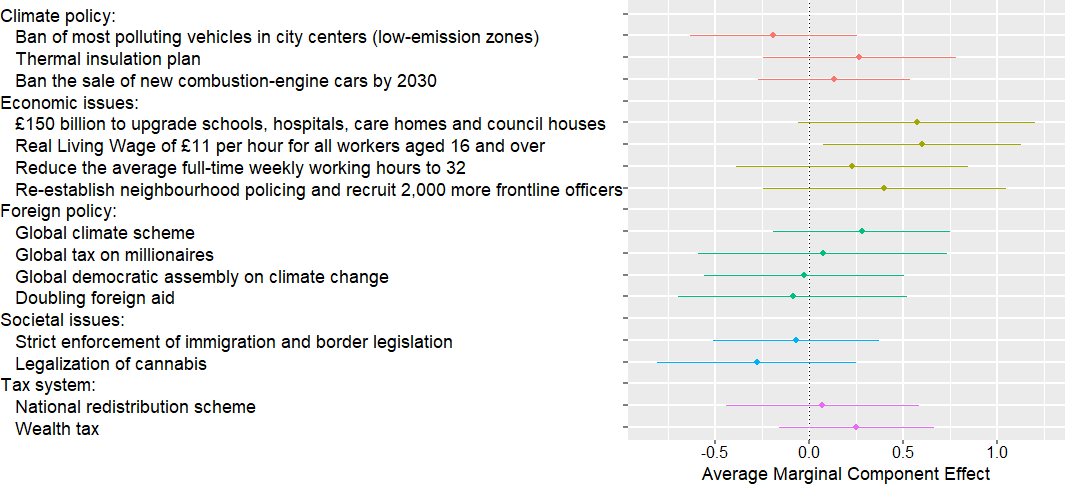 Climate policy:
Ban of most polluting vehicles in city centers (low-emission zones)
Thermal insulation plan
Ban the sale of new combustion-engine cars by 2030
Economic issues:
£150 billion to upgrade schools, hospitals, care homes and council houses
Real Living Wage of £11 per hour for all workers aged 16 and over
Reduce the average full-time weekly working hours to 32
Re-establish neighbourhood policing and recruit 2,000 more frontline officers
Foreign policy:
Global climate scheme
Global tax on millionaires
Global democratic assembly on climate change
Doubling foreign aid
Societal issues:
Strict enforcement of immigration and border legislation
Legalization of cannabis
Tax system:
National redistribution scheme
Wealth tax
-0.5 0.0 0.5 1.0
Average Marginal Component Effect